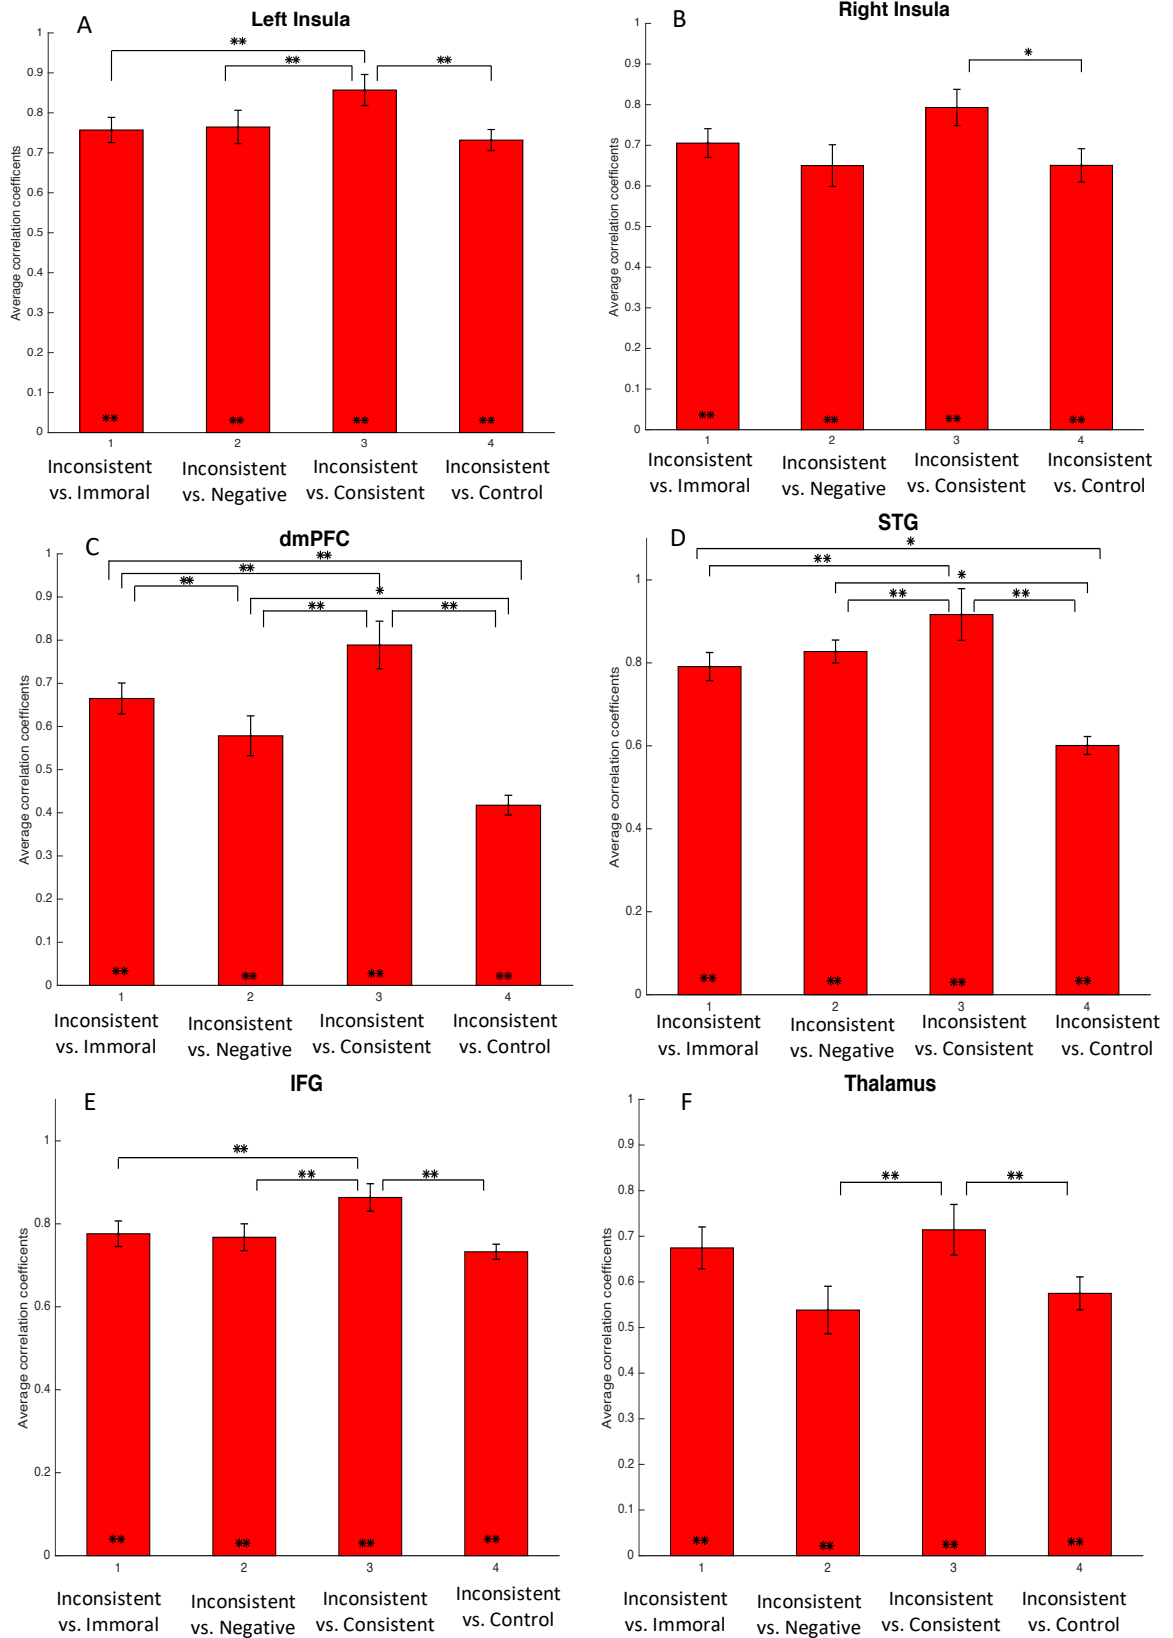 A
Left Insula
**
**
**
Average correlation coefficents
1
0.9
0.8
0.7
0.6
0.5
0.4
0.3
0.2
0.1
0
**
**
**
**
1
2
3
4
Inconsistent
vs. Immoral
Inconsistent
vs. Negative
Inconsistent
vs. Consistent
Inconsistent
vs. Control
B
Right Insula
*
Average correlation coefficents
1
0.9
0.8
0.7
0.6
0.5
0.4
0.3
0.2
0.1
0
**
**
**
**
1
2
3
4
Inconsistent
vs. Immoral
Inconsistent
vs. Negative
Inconsistent
vs. Consistent
Inconsistent
vs. Control
C
dmPFC
**
**
**
*
**
**
Average correlation coefficents
1
0.9
0.8
0.7
0.6
0.5
0.4
0.3
0.2
0.1
0
**
**
**
**
1
2
3
4
Inconsistent
vs. Immoral
Inconsistent
vs. Negative
Inconsistent
vs. Consistent
Inconsistent
vs. Control
D
STG
*
**
*
**
**
Average correlation coefficents
1
0.8
0.6
0.4
0.2
0
**
**
**
**
1
2
3
4
Inconsistent
vs. Immoral
Inconsistent
vs. Negative
Inconsistent
vs. Consistent
Inconsistent
vs. Control
E
IFG
**
**
**
Average correlation coefficents
1
0.8
0.6
0.4
0.2
0
**
**
**
**
1
2
3
4
Inconsistent
vs. Immoral
Inconsistent
vs. Negative
Inconsistent
vs. Consistent
Inconsistent
vs. Control
F
Thalamus
**
**
Average correlation coefficents
1
0.9
0.8
0.7
0.6
0.5
0.4
0.3
0.2
0.1
0
**
**
**
**
1
2
3
4
Inconsistent
vs. Immoral
Inconsistent
vs. Negative
Inconsistent
vs. Consistent
Inconsistent
vs. Control